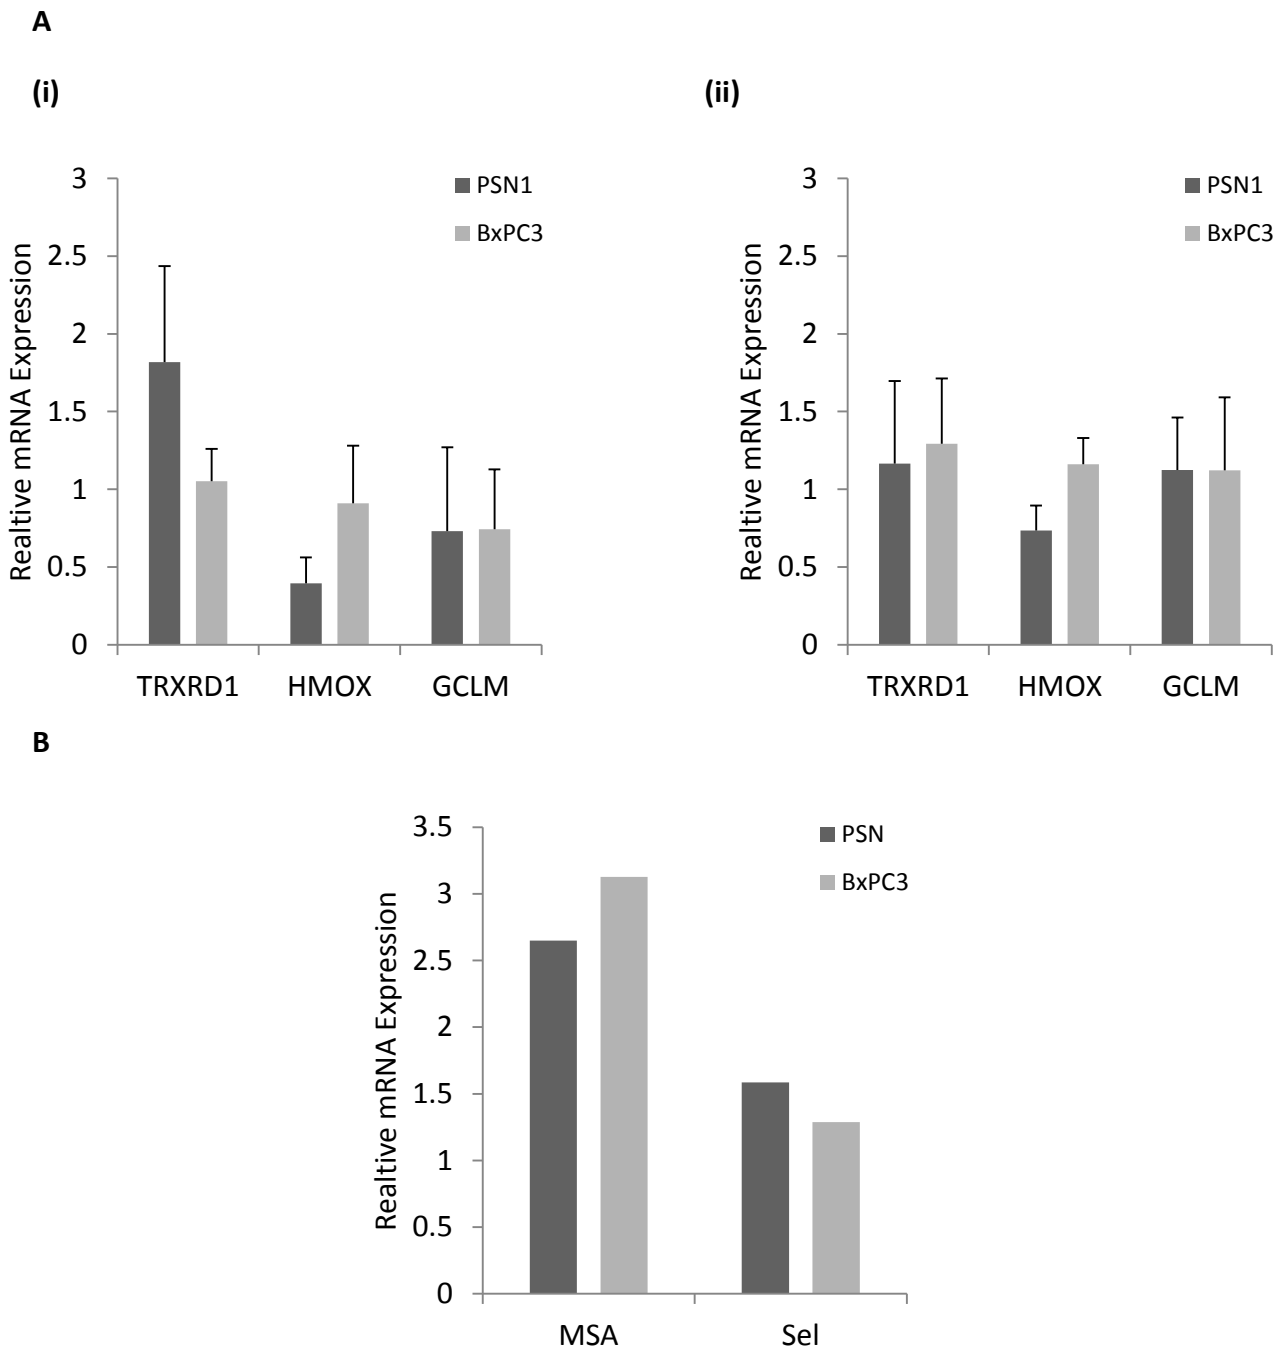 A
(i)
(ii)
Realtive mRNA Expression
3
2.5
2
1.5
1
0.5
0
PSN1
BxPC3
TRXRD1 HMOX GCLM
Realtive mRNA Expression
3
2.5
2
1.5
1
0.5
0
PSN1
BxPC3
TRXRD1 HMOX GCLM
B
Realtive mRNA Expression
3.5
3
2.5
2
1.5
1
0.5
0
PSN
BxPC3
MSA Sel